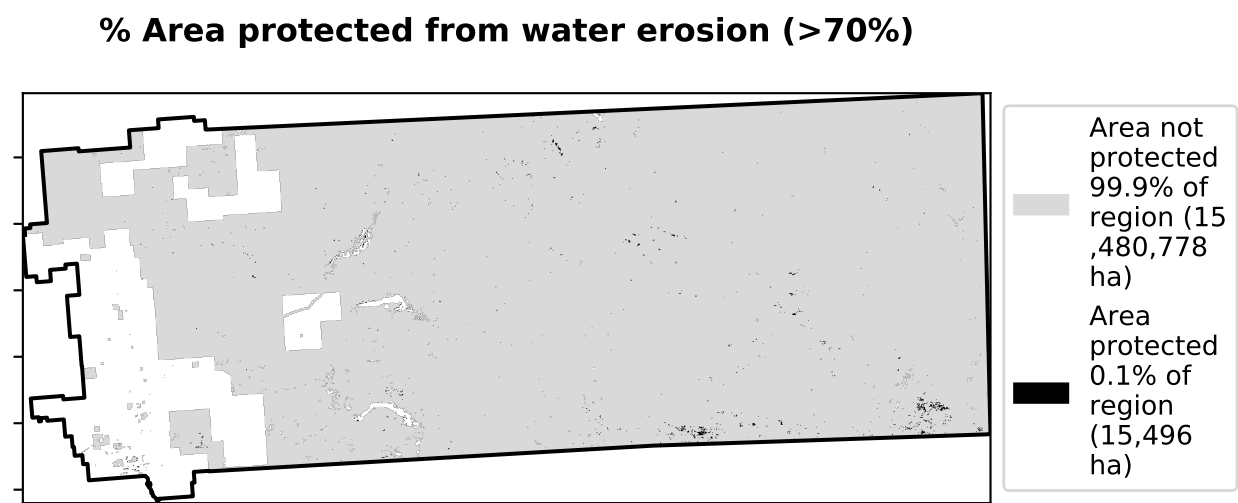 % Area protected from water erosion (>70%)
Area not
protected
99.9% of
region (15
,480,778
ha)
Area
protected
0.1% of
region
(15,496
ha)